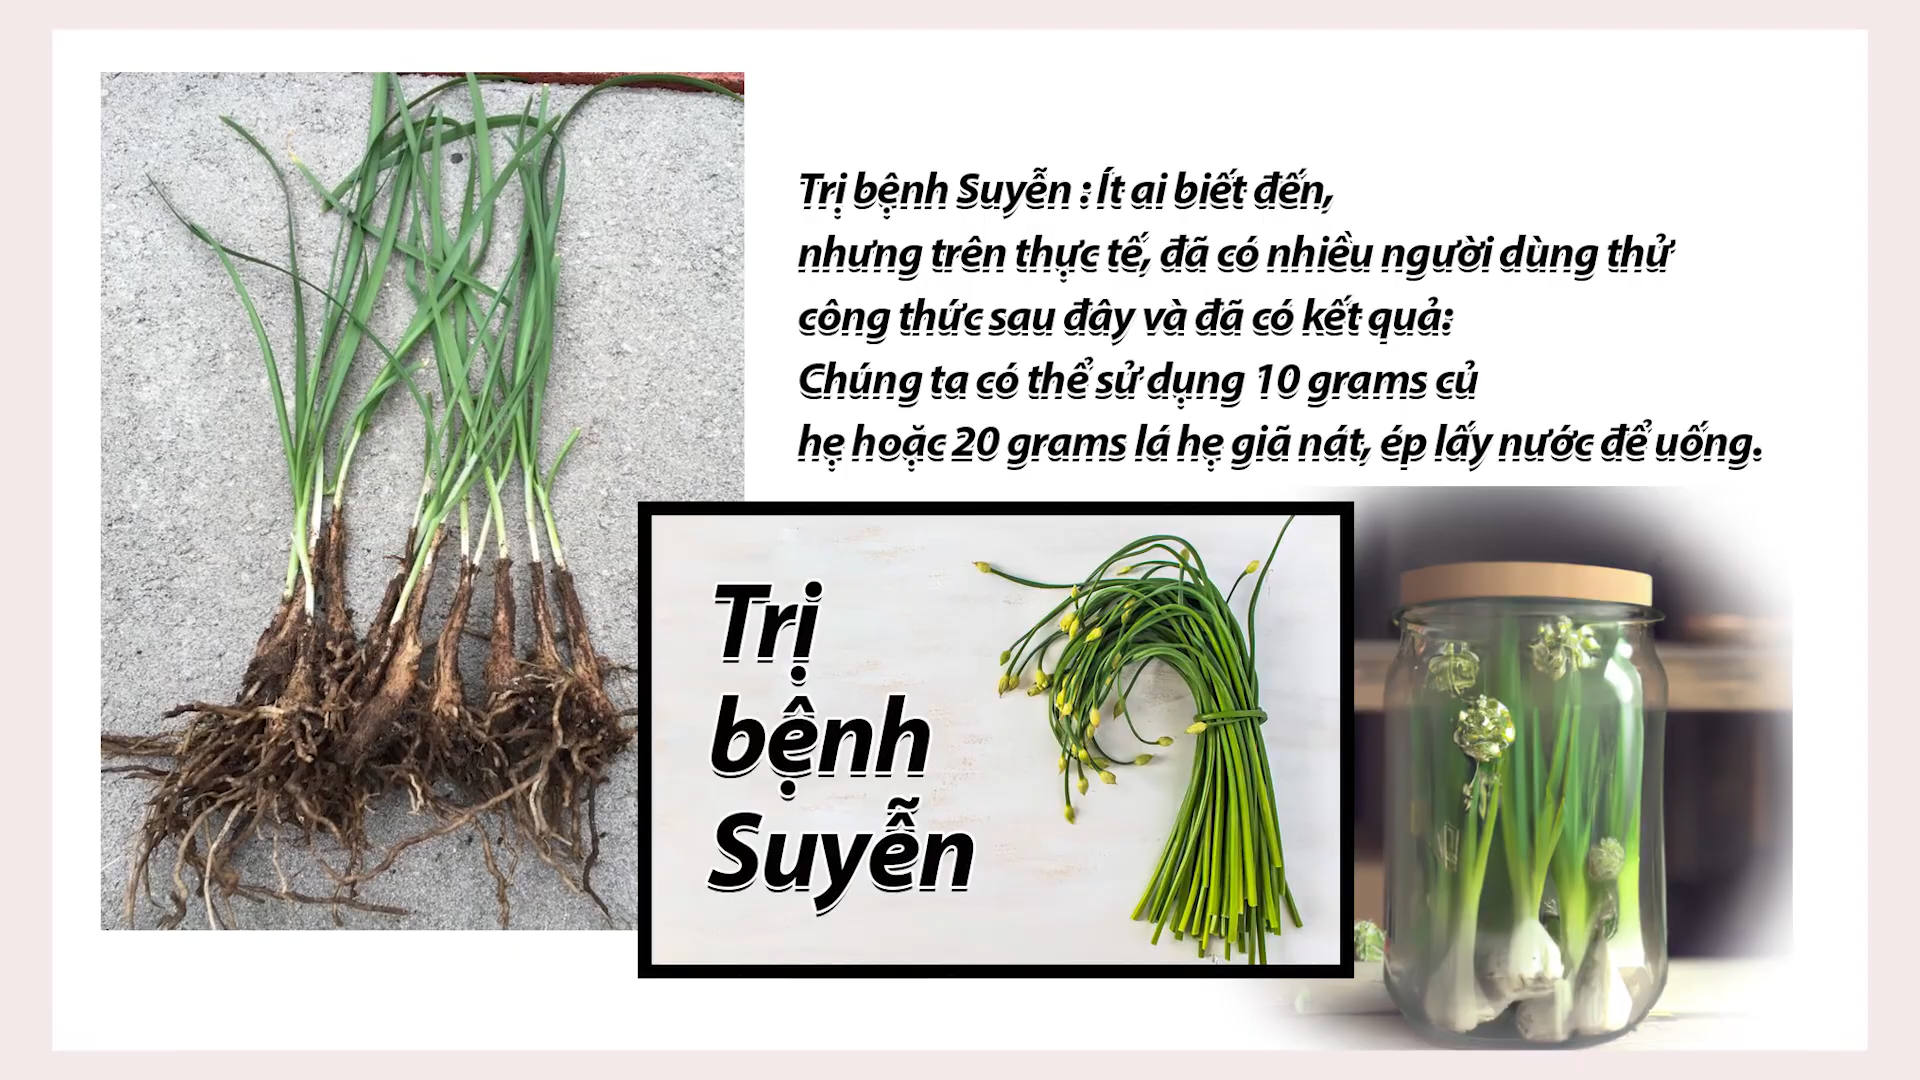 Trị bệnh Suyễn : Ít ai biết đến,
nhưng trên thực tế, đã có nhiều người dùng thử
công thức sau đây và đã có kết quả:
Chúng ta có thể sử dụng 10 grams củ
hẹ hoặc 20 grams lá hẹ giã nát, ép lấy nước để uống.
Trị
bệnh
Suyễn